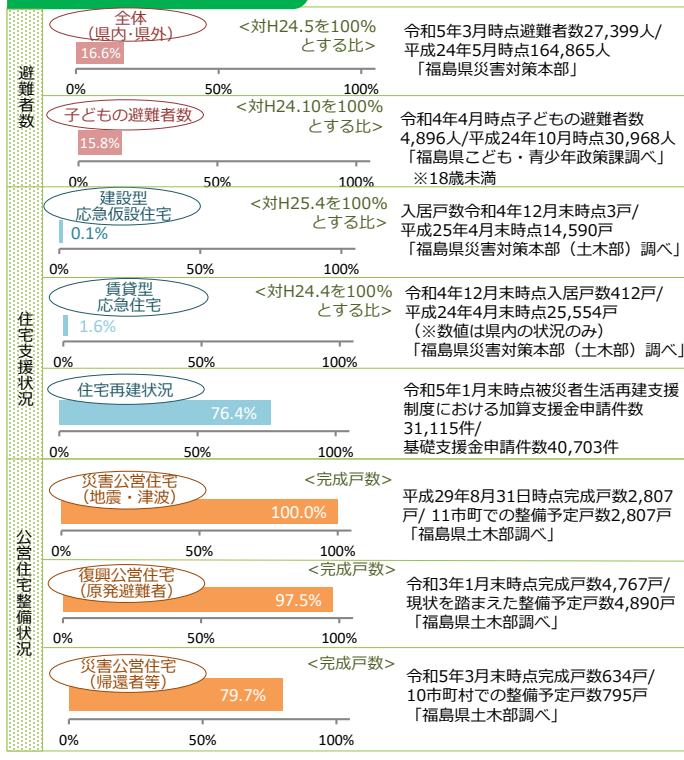 避難者数
全体
（県内・県外）
<対H24.5を100%
とする比>
16.6%
0%
50%
100%
令和5年3月時点避難者数27,399人/
平成24年5月時点164,865人
「福島県災害対策本部」
子どもの避難者数
<対H24.10を100%
とする比>
15.8%
0%
50%
100%
令和4年4月時点子どもの避難者数
4,896人/平成24年10月時点30,968人
「福島県こども・青少年政策課調べ」
※18歳未満
住宅支援状況
建設型
応急仮設住宅
<対H25.4を100%
とする比>
0.1%
0%
50%
100%
入居戸数令和4年12月末時点3戸/
平成25年4月末時点14,590戸
「福島県災害対策本部（土木部）調べ」
賃貸型
応急住宅
<対H24.4を100%
とする比>
1.6%
0%
50%
100%
令和4年12月末時点入居戸数412戸/
平成24年4月末時点25,554戸
（※数値は県内の状況のみ）
「福島県災害対策本部（土木部）調べ」
住宅再建状況
76.4%
0%
50%
100%
令和5年1月末時点被災者生活再建支援
制度における加算支援金申請件数
31,115件/
基礎支援金申請件数40,703件
公営住宅整備状況
災害公営住宅
（地震・津波）
<完成戸数>
100.0%
0%
50%
100%
平成29年8月31日時点完成戸数2,807
戸/ 11市町での整備予定戸数2,807戸
「福島県土木部調べ」
復興公営住宅
（原発避難者）
<完成戸数>
97.5%
0%
50%
100%
令和3年1月末時点完成戸数4,767戸/
現状を踏まえた整備予定戸数4,890戸
「福島県土木部調べ」
災害公営住宅
（帰還者等）
<完成戸数>
79.7%
0%
50%
100%
令和5年3月末時点完成戸数634戸/
10市町村での整備予定戸数795戸
「福島県土木部調べ」